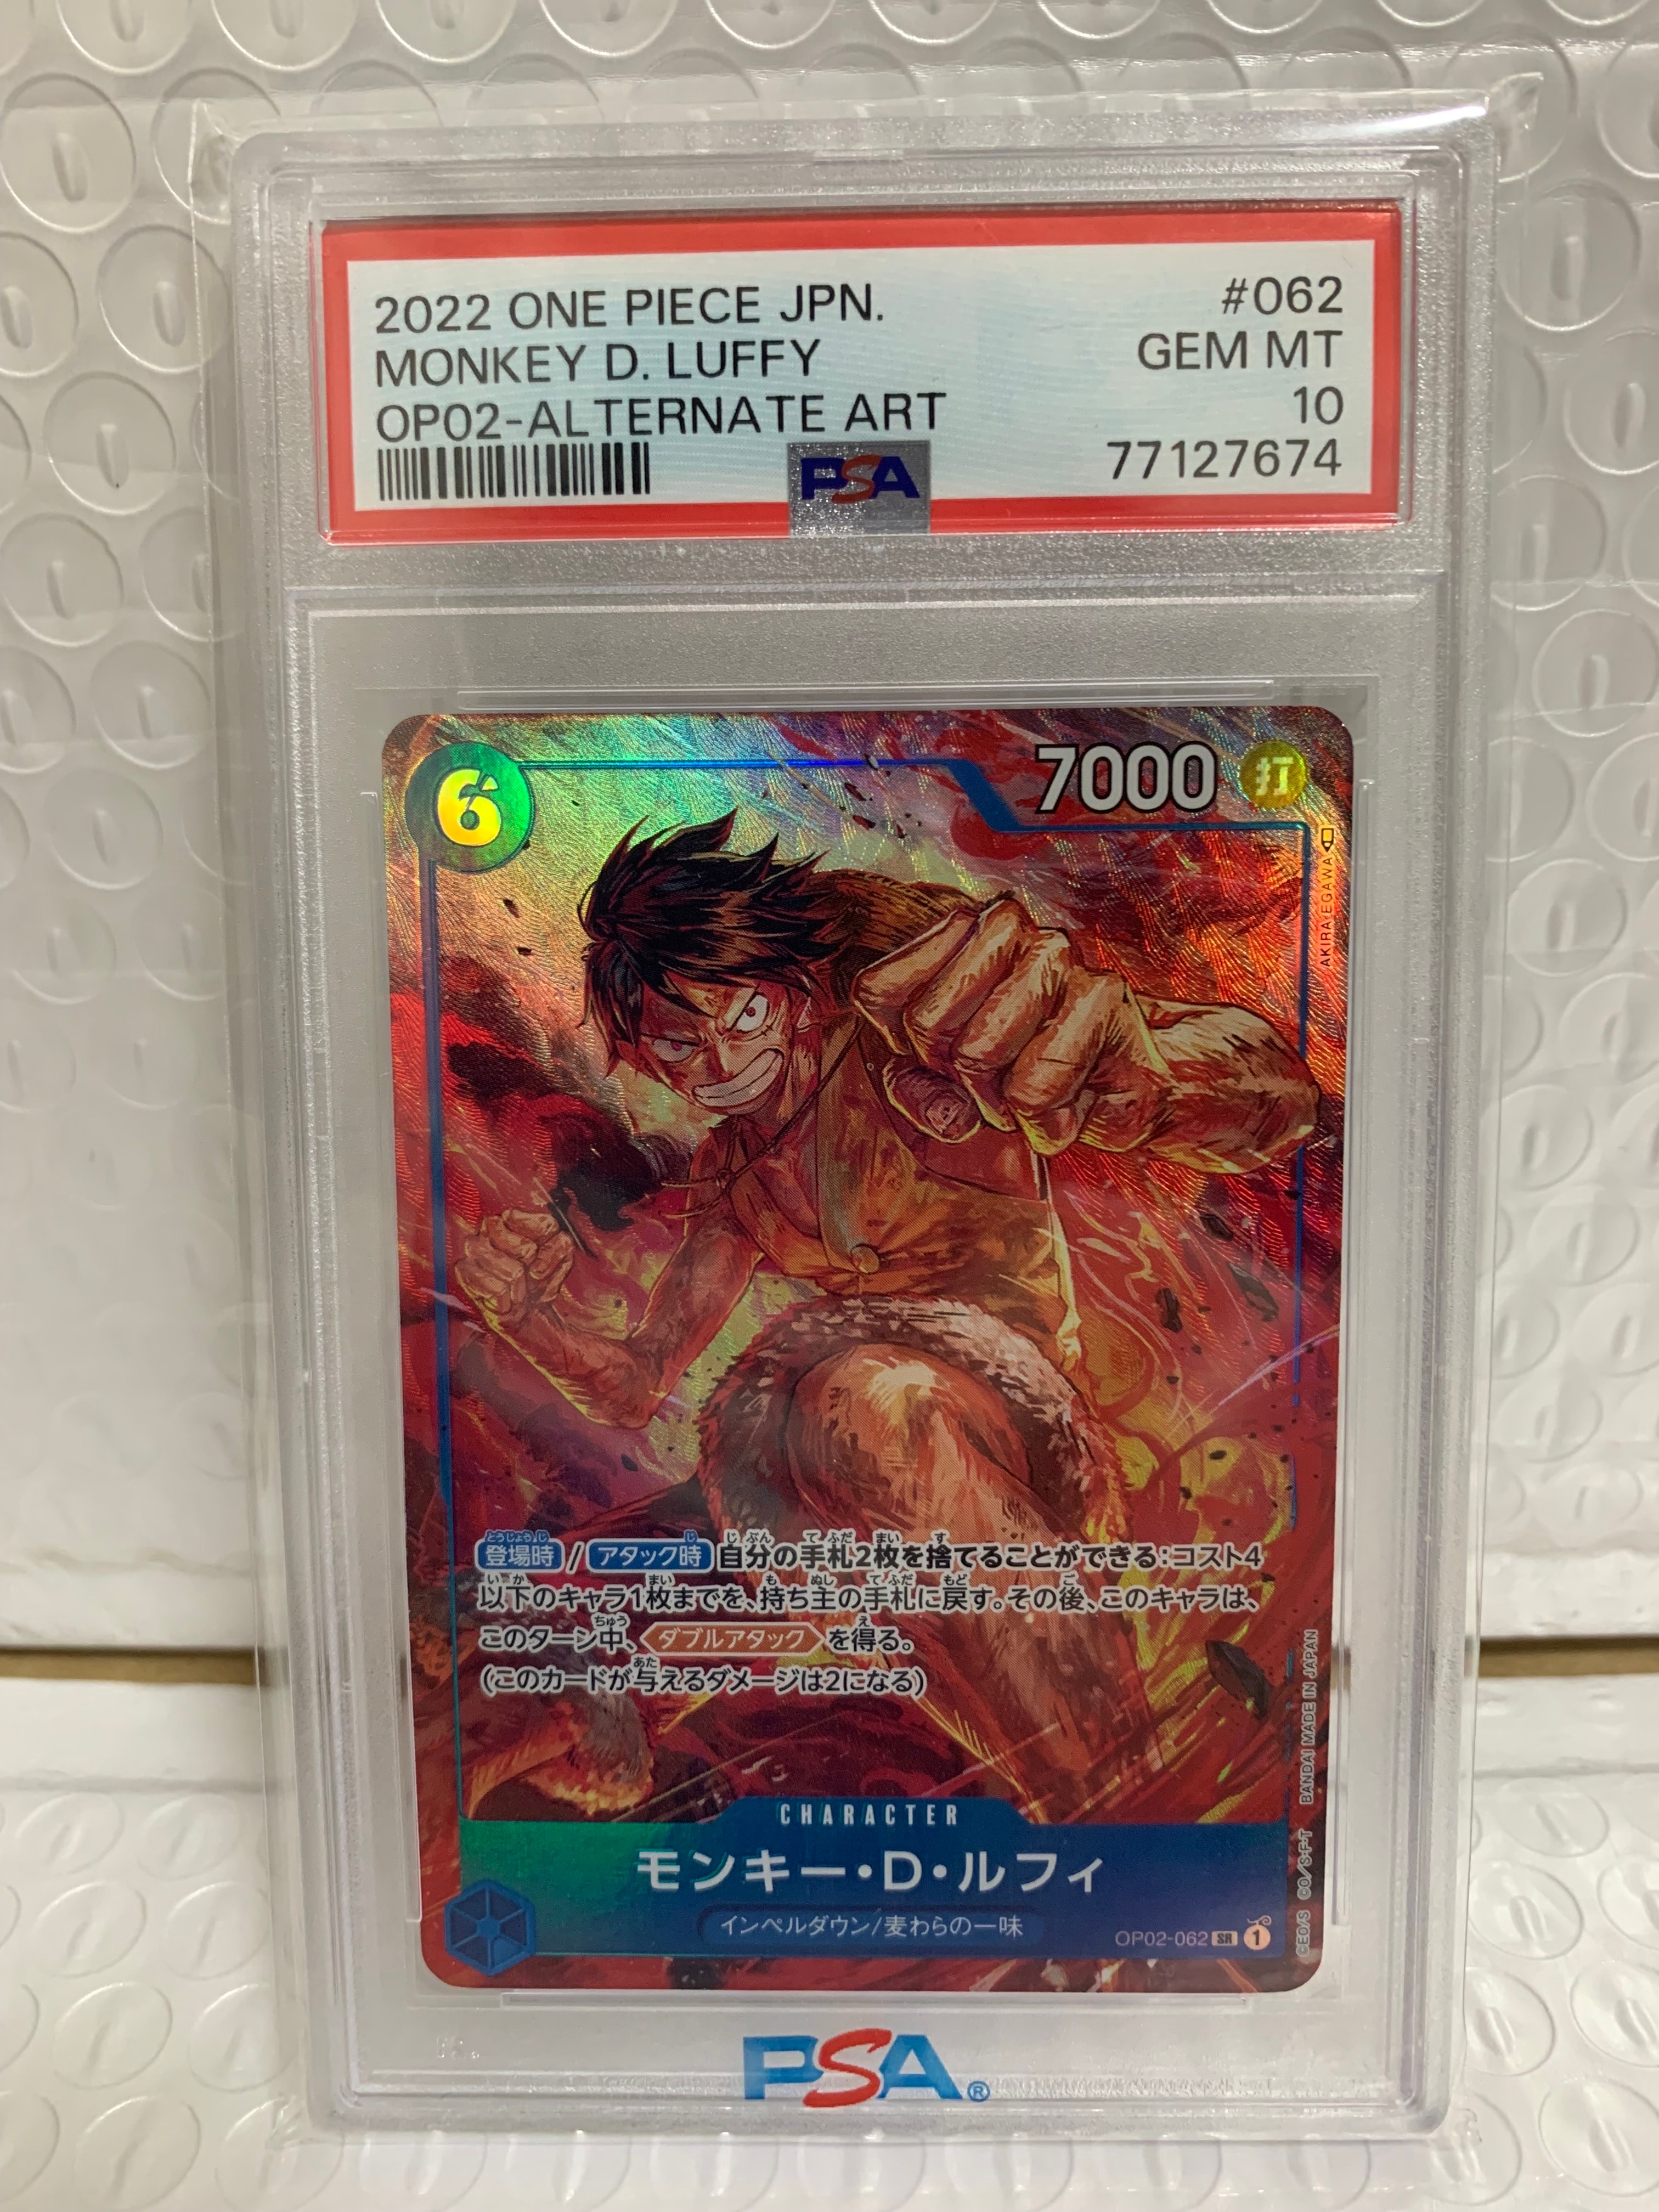 2022 ONE PIECE JPN. #062
MONKEY D. LUFFY GEM MT
OP02-ALTERNATE ART 10
PSA 77127674
6 7000 打
AKIRA EGAWA
登場時 / アタック時 自分の手札2枚を捨てることができる:コスト4
以下のキャラ1枚までを、持ち主の手札に戻す。その後、このキャラは、
このターン中、ダブルアタックを得る。
(このカードが与えるダメージは2になる)
CHARACTER
モンキー・D・ルフィ
インペルダウン/麦わらの一味
OP02-062 SR 1
©EO/S ©O/S・F・T BANDAI MADE IN JAPAN
PSA®